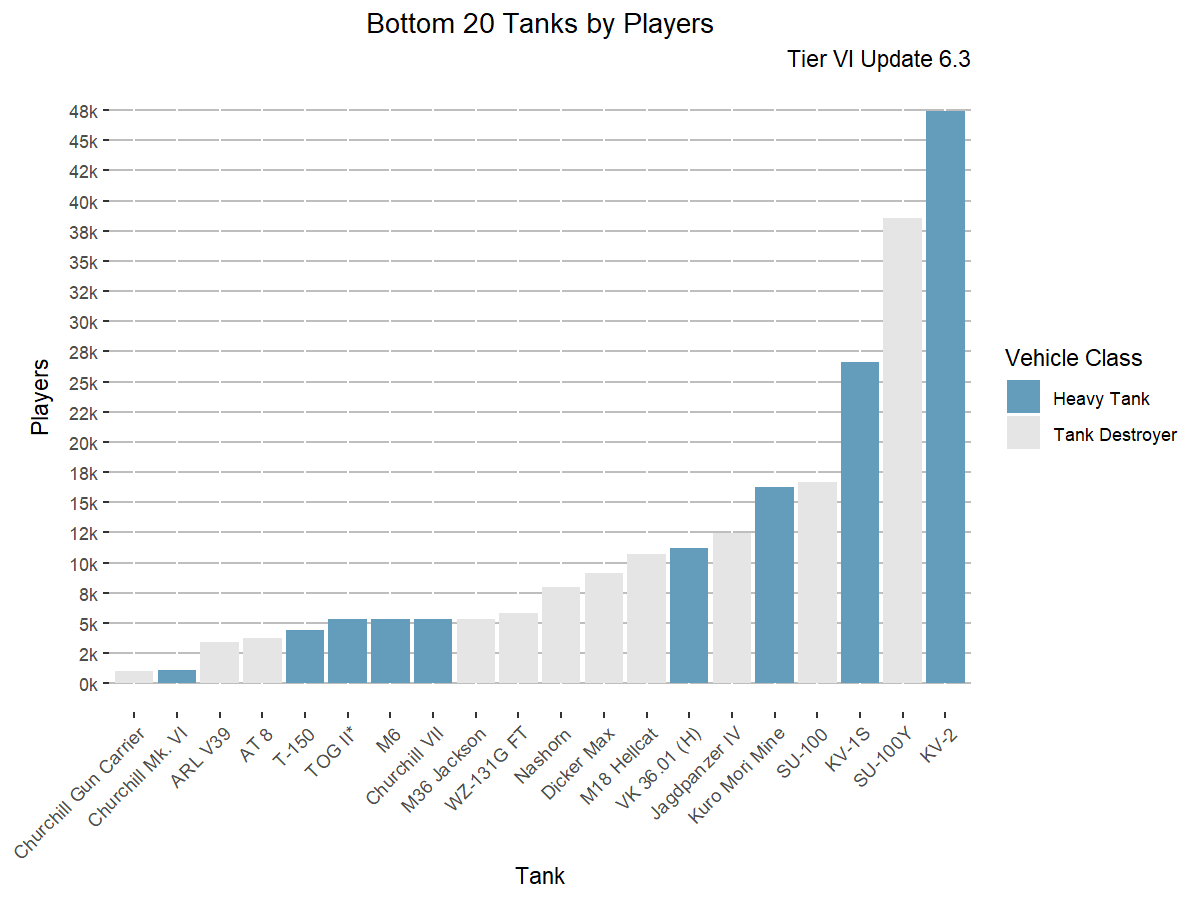 Bottom 20 Tanks by Players
Tier VI Update 6.3
48k
45k
42k
40k
38k
35k
32k
30k
28k
25k
22k
20k
18k
15k
12k
10k
8k
5k
2k
0k
Players
Churchill Gun Carrier
Churchill Mk. VI
ARL V39
AT 8
T-150
TOG II*
M6
Churchill VII
M36 Jackson
WZ-131G FT
Nashorn
Dicker Max
M18 Hellcat
VK 36.01 (H)
Jagdpanzer IV
Kuro Mori Mine
SU-100
KV-1S
SU-100Y
KV-2
Tank
Vehicle Class
Heavy Tank
Tank Destroyer